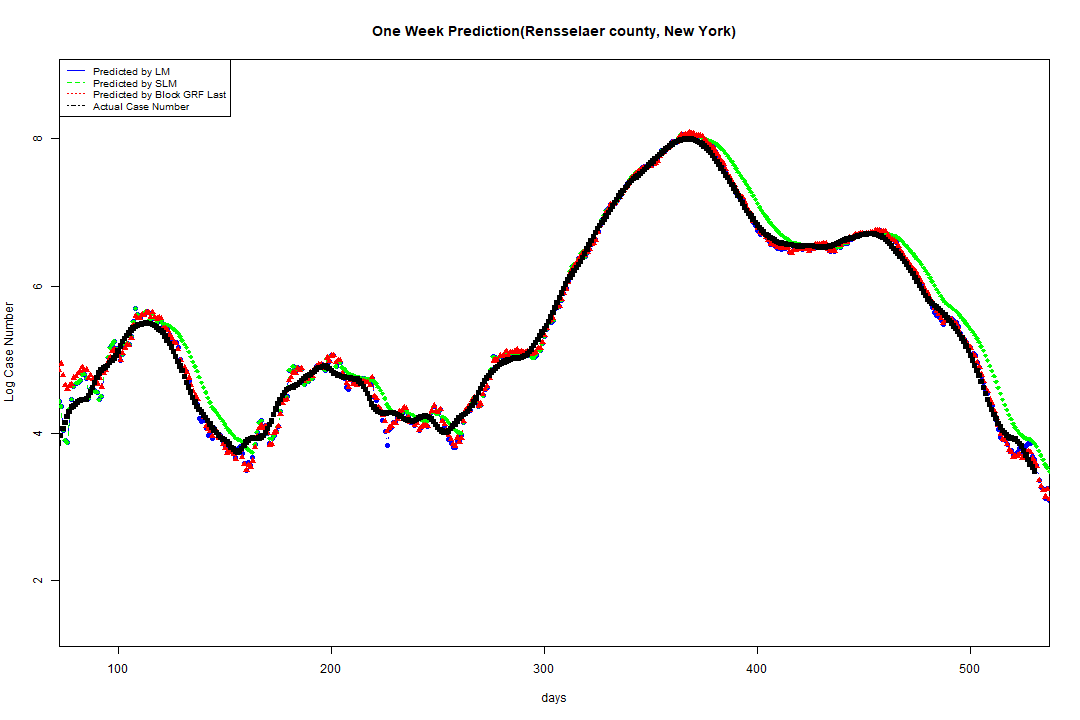 One Week Prediction(Rensselaer county, New York)
Predicted by LM
Predicted by SLM
Predicted by Block GRF Last
Actual Case Number
8
6
4
2
Log Case Number
100 200 300 400 500
days